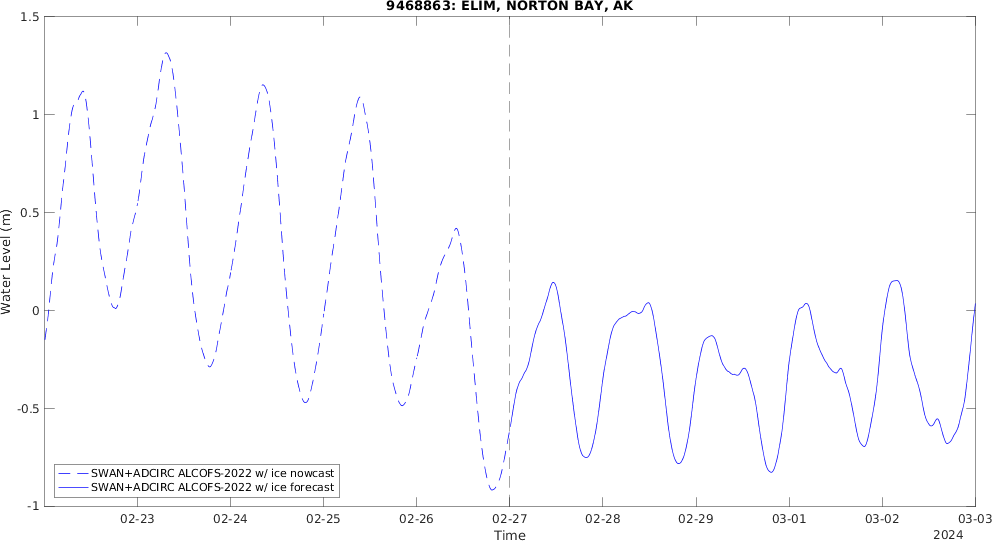 9468863: ELIM, NORTON BAY, AK
1.5
1
0.5
0
-0.5
-1
Water Level (m)
SWAN+ADCIRC ALCOFS-2022 w/ ice nowcast
SWAN+ADCIRC ALCOFS-2022 w/ ice forecast
02-23 02-24 02-25 02-26 02-27 02-28 02-29 03-01 03-02 03-03
Time
2024